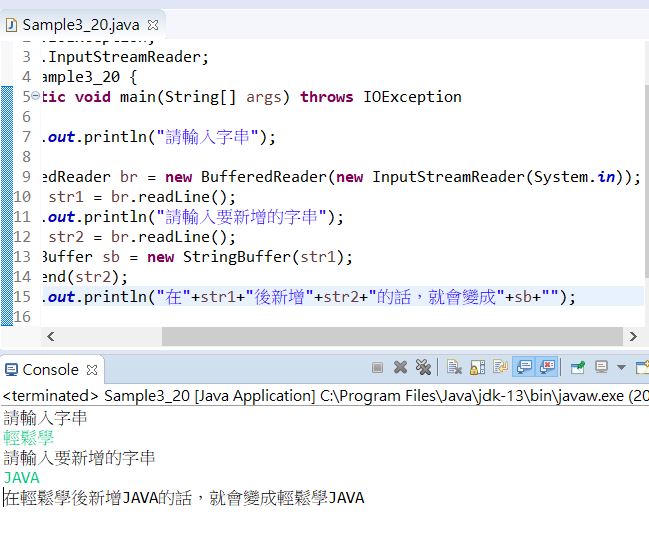 Sample3_20.java
3 .InputStreamReader;
4 ample3_20 {
5 tic void main(String[] args) throws IOException
6
7 .out.println("請輸入字串");
8
9 edReader br = new BufferedReader(new InputStreamReader(System.in));
10 str1 = br.readLine();
11 .out.println("請輸入要新增的字串");
12 str2 = br.readLine();
13 Buffer sb = new StringBuffer(str1);
14 end(str2);
15 .out.println("在"+str1+"後新增"+str2+"的話，就會變成"+sb+"");
16
Console
<terminated> Sample3_20 [Java Application] C:\Program Files\Java\jdk-13\bin\javaw.exe (20
請輸入字串
輕鬆學
請輸入要新增的字串
JAVA
在輕鬆學後新增JAVA的話，就會變成輕鬆學JAVA